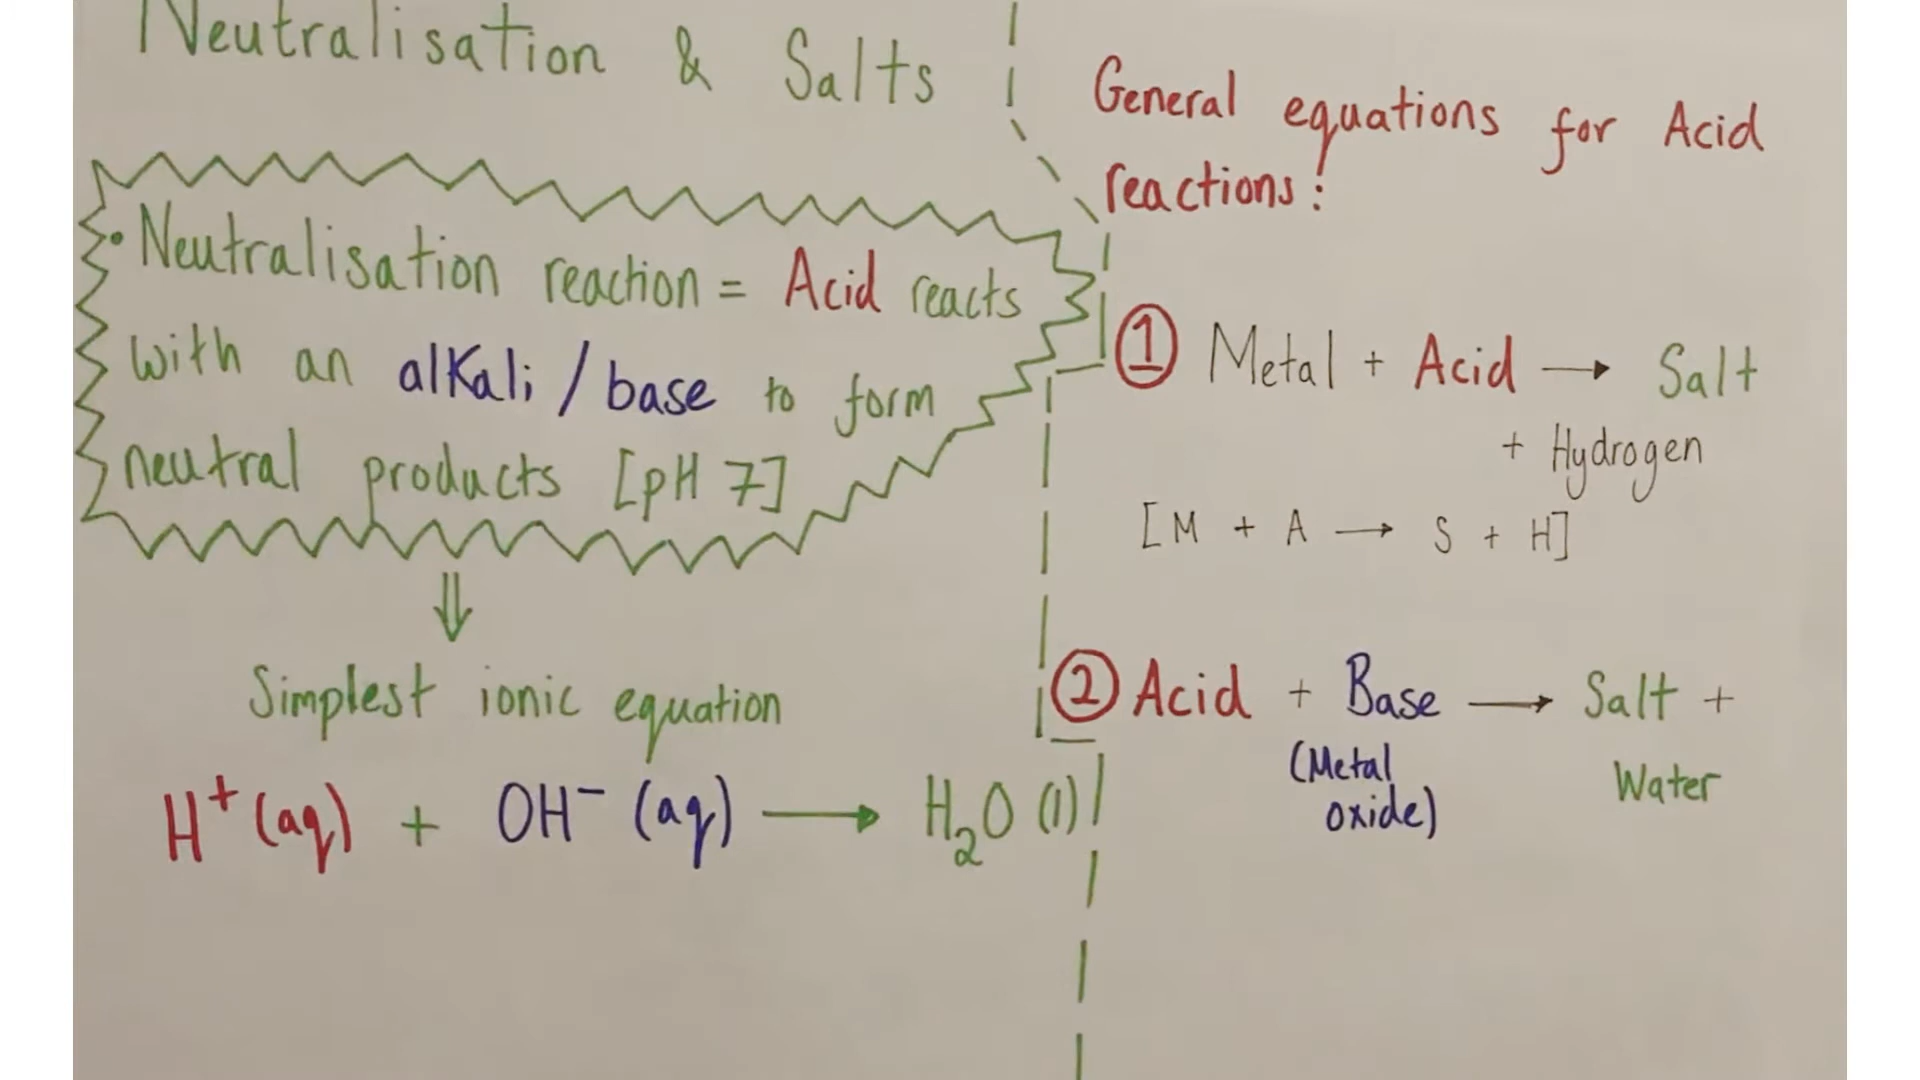 Neutralisation & Salts
• Neutralisation reaction = Acid reacts
with an alkali / base to form
neutral products [pH 7]
⇓
Simplest ionic equation
H⁺ (aq) + OH⁻ (aq) → H₂O (l)
General equations for Acid
reactions:
① Metal + Acid → Salt
+ Hydrogen
[M + A → S + H]
② Acid + Base → Salt +
(Metal Water
oxide)